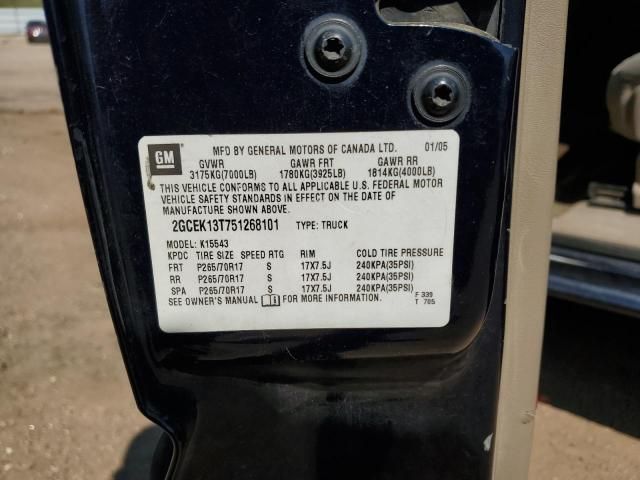 GM MFD BY GENERAL MOTORS OF CANADA LTD. 01/05
GVWR GAWR FRT GAWR RR
3175KG(7000LB) 1780KG(3925LB) 1814KG(4000LB)
THIS VEHICLE CONFORMS TO ALL APPLICABLE U.S. FEDERAL MOTOR
VEHICLE SAFETY STANDARDS IN EFFECT ON THE DATE OF
MANUFACTURE SHOWN ABOVE.
2GCEK13T751268101 TYPE: TRUCK
MODEL: K15543
KPDC TIRE SIZE SPEED RTG RIM COLD TIRE PRESSURE
FRT P265/70R17 S 17X7.5J 240KPA(35PSI)
RR P265/70R17 S 17X7.5J 240KPA(35PSI)
SPA P265/70R17 S 17X7.5J 240KPA(35PSI)
SEE OWNER'S MANUAL FOR MORE INFORMATION. F 339
T 705